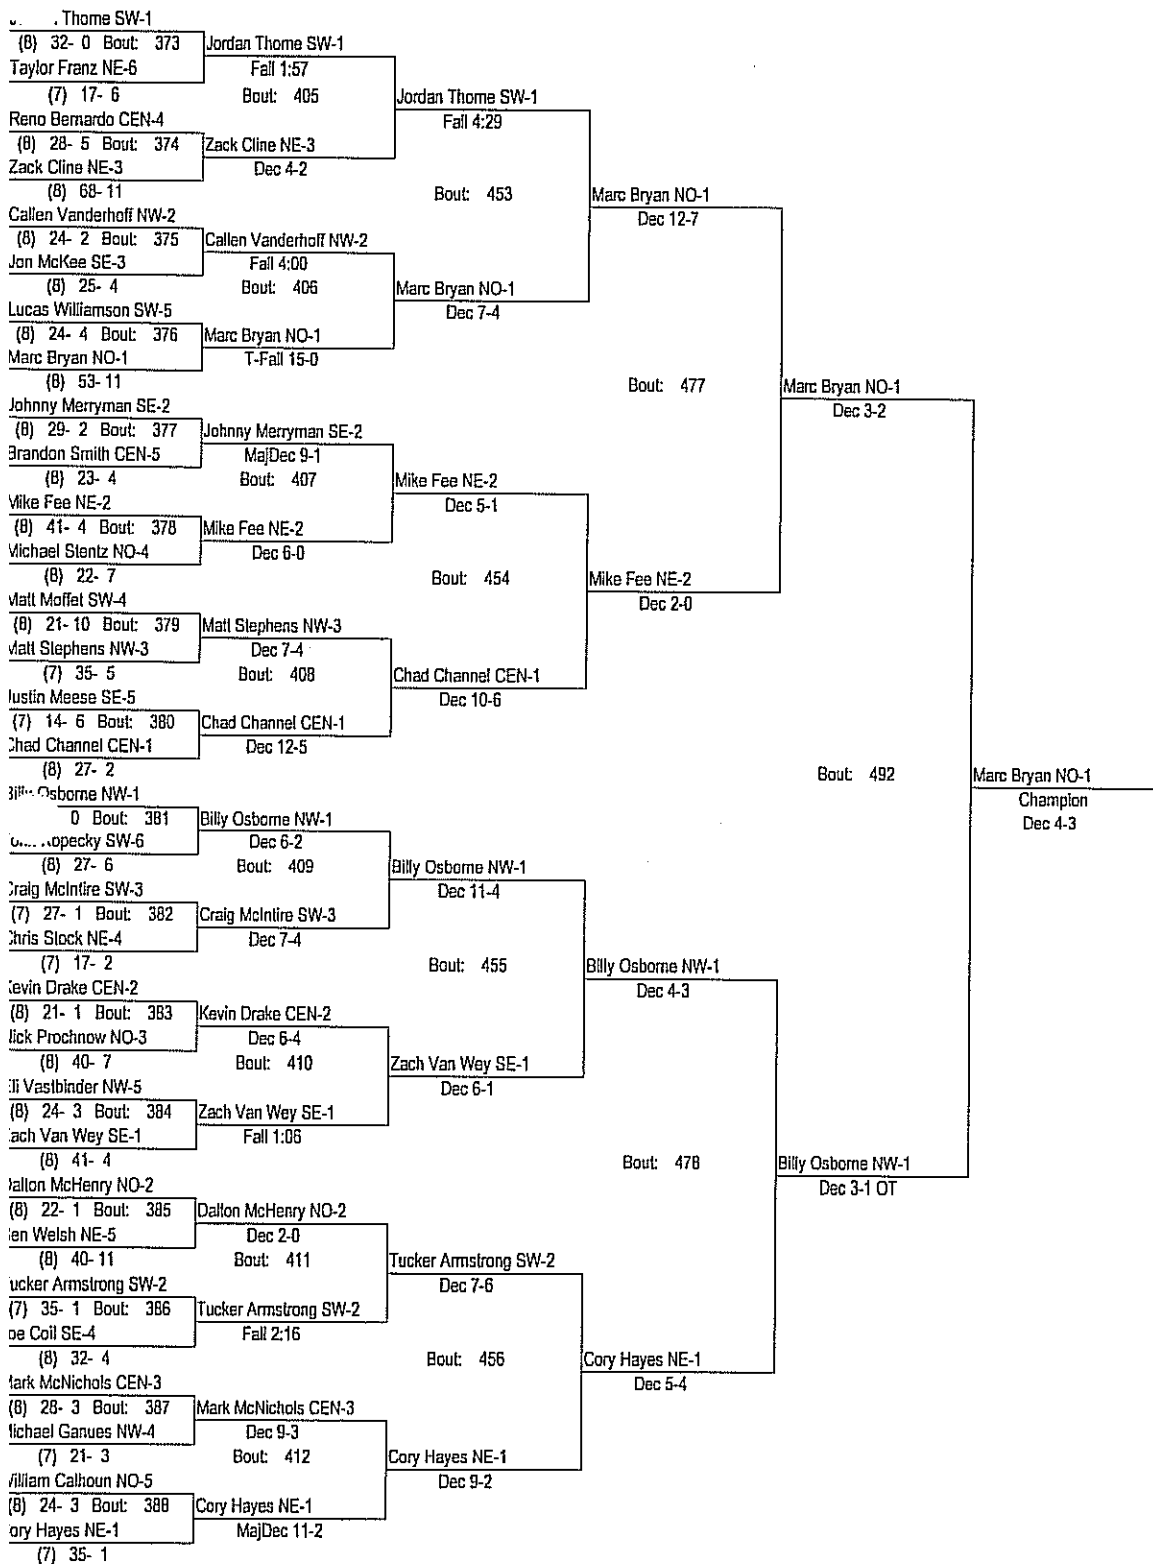 Thome SW-1
(8) 32- 0 Bout: 373
Taylor Franz NE-6
(7) 17- 6
Reno Bernardo CEN-4
(8) 28- 5 Bout: 374
Zack Cline NE-3
(8) 68- 11
Callen Vanderhoff NW-2
(8) 24- 2 Bout: 375
Jon McKee SE-3
(8) 25- 4
Lucas Williamson SW-5
(8) 24- 4 Bout: 376
Marc Bryan NO-1
(8) 53- 11
Johnny Merryman SE-2
(8) 29- 2 Bout: 377
Brandon Smith CEN-5
(8) 23- 4
Mike Fee NE-2
(8) 41- 4 Bout: 378
Michael Stentz NO-4
(8) 22- 7
Matt Moffet SW-4
(8) 21- 10 Bout: 379
Matt Stephens NW-3
(7) 35- 5
Justin Meese SE-5
(7) 14- 6 Bout: 380
Chad Channel CEN-1
(8) 27- 2
Billy Osborne NW-1
0 Bout: 381
opecky SW-6
(8) 27- 6
Craig McIntire SW-3
(7) 27- 1 Bout: 382
Chris Slock NE-4
(7) 17- 2
Kevin Drake CEN-2
(8) 21- 1 Bout: 383
Nick Prochnow NO-3
(8) 40- 7
Eli Vastbinder NW-5
(8) 24- 3 Bout: 384
Zach Van Wey SE-1
(8) 41- 4
Dalton McHenry NO-2
(8) 22- 1 Bout: 385
Ben Welsh NE-5
(8) 40- 11
Tucker Armstrong SW-2
(7) 35- 1 Bout: 386
Joe Coil SE-4
(8) 32- 4
Mark McNichols CEN-3
(8) 28- 3 Bout: 387
Michael Ganues NW-4
(7) 21- 3
William Calhoun NO-5
(8) 24- 3 Bout: 388
Cory Hayes NE-1
(7) 35- 1
Jordan Thome SW-1
Fall 1:57
Bout: 405
Zack Cline NE-3
Dec 4-2
Callen Vanderhoff NW-2
Fall 4:00
Bout: 406
Marc Bryan NO-1
T-Fall 15-0
Johnny Merryman SE-2
MajDec 9-1
Bout: 407
Mike Fee NE-2
Dec 6-0
Matt Stephens NW-3
Dec 7-4
Bout: 408
Chad Channel CEN-1
Dec 12-5
Billy Osborne NW-1
Dec 6-2
Bout: 409
Craig McIntire SW-3
Dec 7-4
Kevin Drake CEN-2
Dec 6-4
Bout: 410
Zach Van Wey SE-1
Fall 1:06
Dalton McHenry NO-2
Dec 2-0
Bout: 411
Tucker Armstrong SW-2
Fall 2:16
Mark McNichols CEN-3
Dec 9-3
Bout: 412
Cory Hayes NE-1
MajDec 11-2
Jordan Thome SW-1
Fall 4:29
Bout: 453
Marc Bryan NO-1
Dec 7-4
Mike Fee NE-2
Dec 5-1
Bout: 454
Chad Channel CEN-1
Dec 10-6
Billy Osborne NW-1
Dec 11-4
Bout: 455
Zach Van Wey SE-1
Dec 6-1
Tucker Armstrong SW-2
Dec 7-6
Bout: 456
Cory Hayes NE-1
Dec 9-2
Marc Bryan NO-1
Dec 12-7
Bout: 477
Mike Fee NE-2
Dec 2-0
Billy Osborne NW-1
Dec 4-3
Bout: 478
Cory Hayes NE-1
Dec 5-4
Marc Bryan NO-1
Dec 3-2
Bout: 492
Billy Osborne NW-1
Dec 3-1 OT
Marc Bryan NO-1
Champion
Dec 4-3